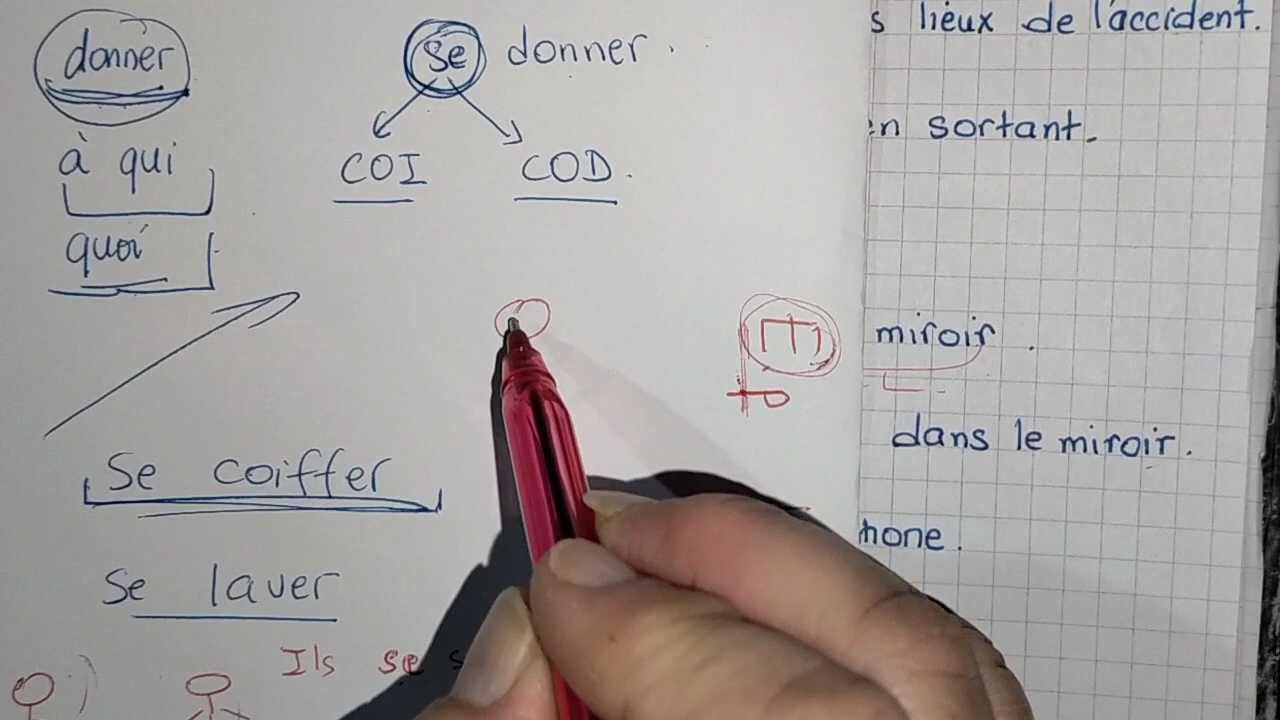 donner
se donner.
à qui
COI COD.
quoi
Se coiffer
se laver
Ils se s
s lieux de l'accident.
en sortant.
miroir.
dans le miroir.
hone.